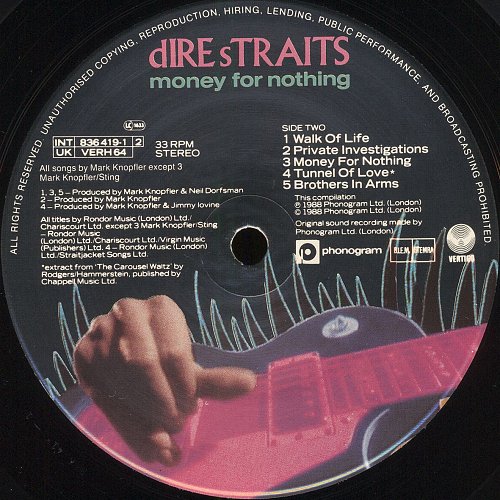 ALL RIGHTS RESERVED. UNAUTHORISED COPYING, REPRODUCTION, HIRING, LENDING, PUBLIC PERFORMANCE, AND BROADCASTING PROHIBITED
dIRE sTRAITS
money for nothing
INT 836 419-1 2
UK VERH 64
LC 1633
33 RPM
STEREO
All songs by Mark Knopfler except 3
Mark Knopfler/Sting
1, 3, 5 – Produced by Mark Knopfler & Neil Dorfsman
2 – Produced by Mark Knopfler
4 – Produced by Mark Knopfler & Jimmy Iovine
All titles by Rondor Music (London) Ltd./
Chariscourt Ltd. except 3 Mark Knopfler/Sting
– Rondor Music
(London) Ltd./Chariscourt Ltd./Virgin Music
(Publishers) Ltd. 4 – Rondor Music (London)
Ltd./Straitjacket Songs Ltd.
*extract from 'The Carousel Waltz' by
Rodgers/Hammerstein, published by
Chappell Music Ltd.
SIDE TWO
1 Walk Of Life
2 Private Investigations
3 Money For Nothing
4 Tunnel Of Love*
5 Brothers In Arms
This compilation
℗ 1988 Phonogram Ltd. (London)
© 1988 Phonogram Ltd. (London)
Original sound recording made by
Phonogram Ltd. (London)
phonogram
B.I.E.M. STEMRA
VERTIGO